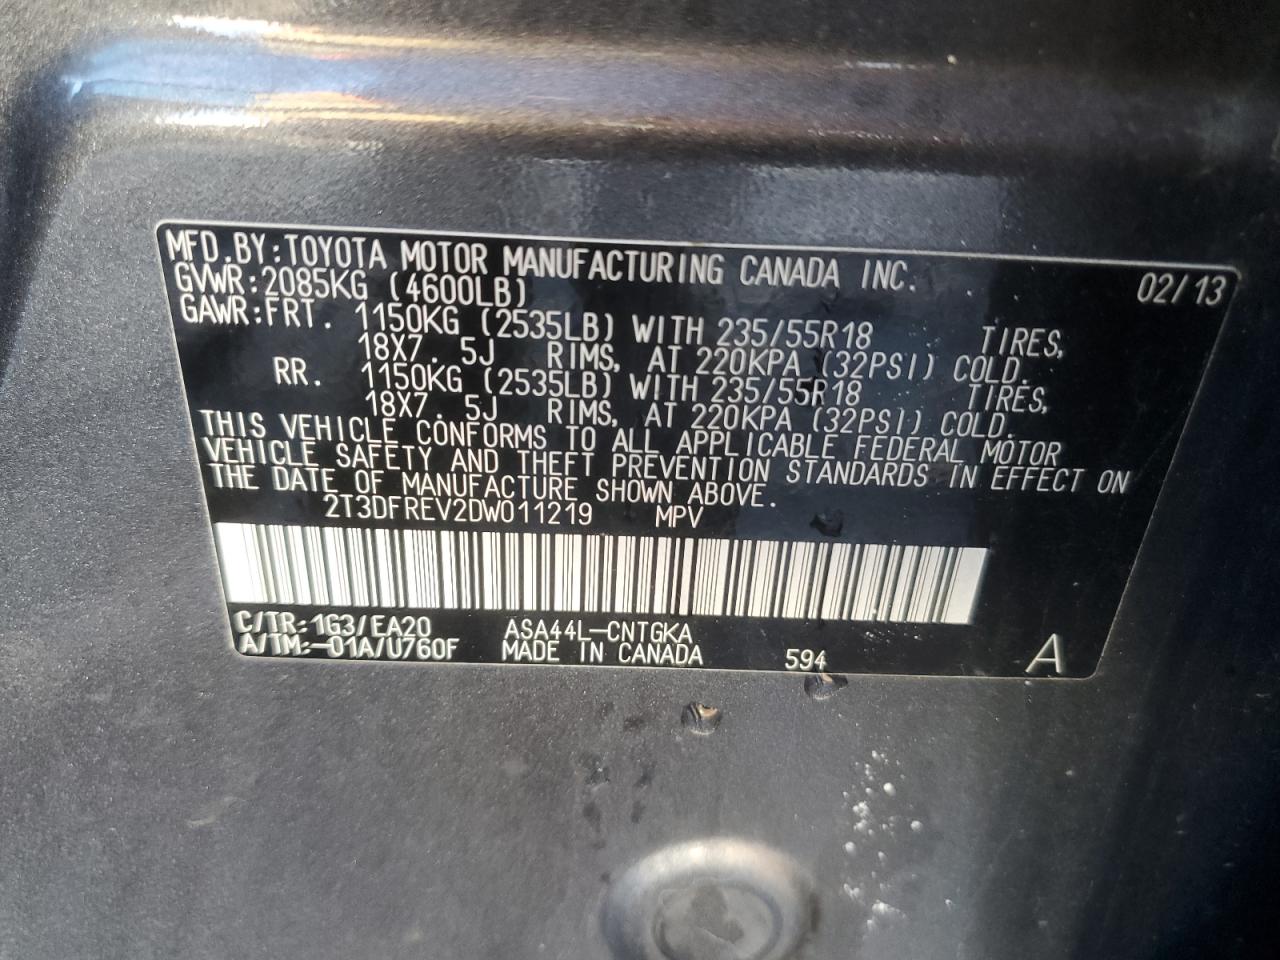 MFD.BY:TOYOTA MOTOR MANUFACTURING CANADA INC. 02/13
GVWR:2085KG (4600LB)
GAWR:FRT. 1150KG (2535LB) WITH 235/55R18 TIRES,
18X7.5J RIMS, AT 220KPA (32PSI) COLD.
RR. 1150KG (2535LB) WITH 235/55R18 TIRES,
18X7.5J RIMS, AT 220KPA (32PSI) COLD.
THIS VEHICLE CONFORMS TO ALL APPLICABLE FEDERAL MOTOR
VEHICLE SAFETY AND THEFT PREVENTION STANDARDS IN EFFECT ON
THE DATE OF MANUFACTURE SHOWN ABOVE.
2T3DFREV2DW011219 MPV
C/TR:1G3/EA20 ASA44L-CNTGKA
A/TM:-01A/U760F MADE IN CANADA 594 A